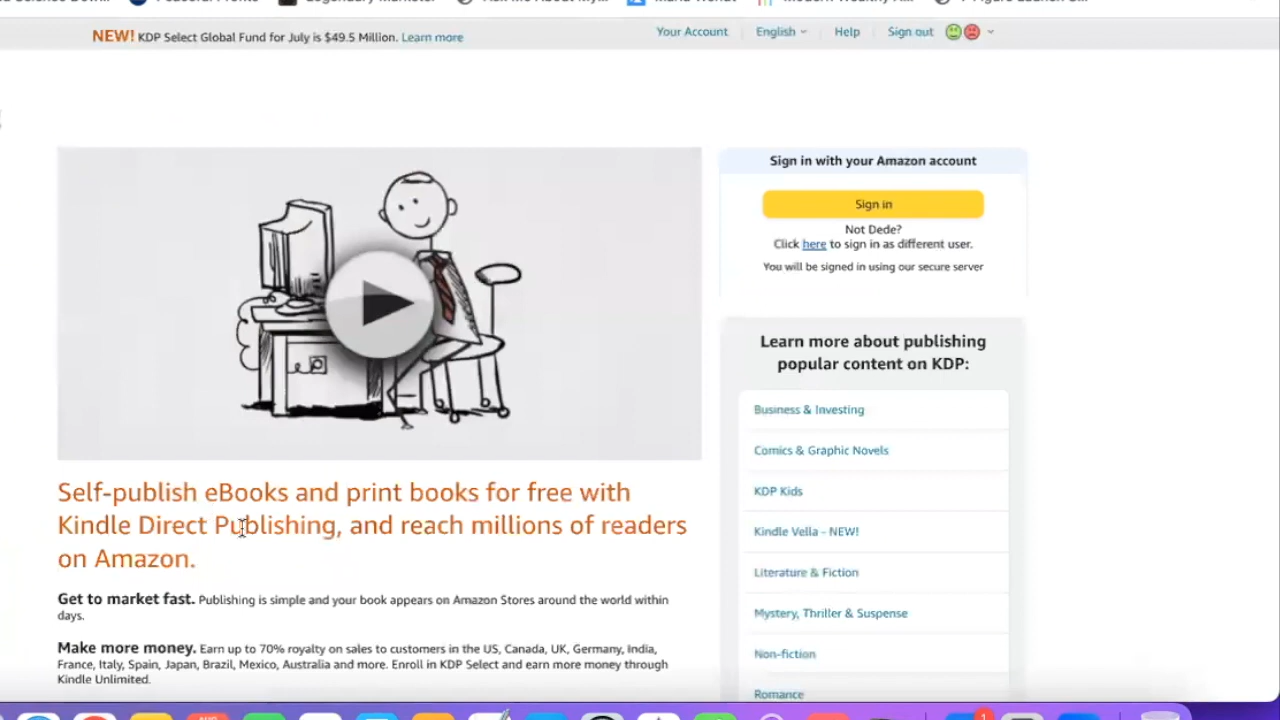 NEW! KDP Select Global Fund for July is $49.5 Million. Learn more
Your Account English Help Sign out
Sign in with your Amazon account
Sign in
Not Dede?
Click here to sign in as different user.
You will be signed in using our secure server
Learn more about publishing
popular content on KDP:
Business & Investing
Comics & Graphic Novels
KDP Kids
Kindle Vella - NEW!
Literature & Fiction
Mystery, Thriller & Suspense
Non-fiction
Romance
Self-publish eBooks and print books for free with
Kindle Direct Publishing, and reach millions of readers
on Amazon.
Get to market fast. Publishing is simple and your book appears on Amazon Stores around the world within
days.
Make more money. Earn up to 70% royalty on sales to customers in the US, Canada, UK, Germany, India,
France, Italy, Spain, Japan, Brazil, Mexico, Australia and more. Enroll in KDP Select and earn more money through
Kindle Unlimited.
1